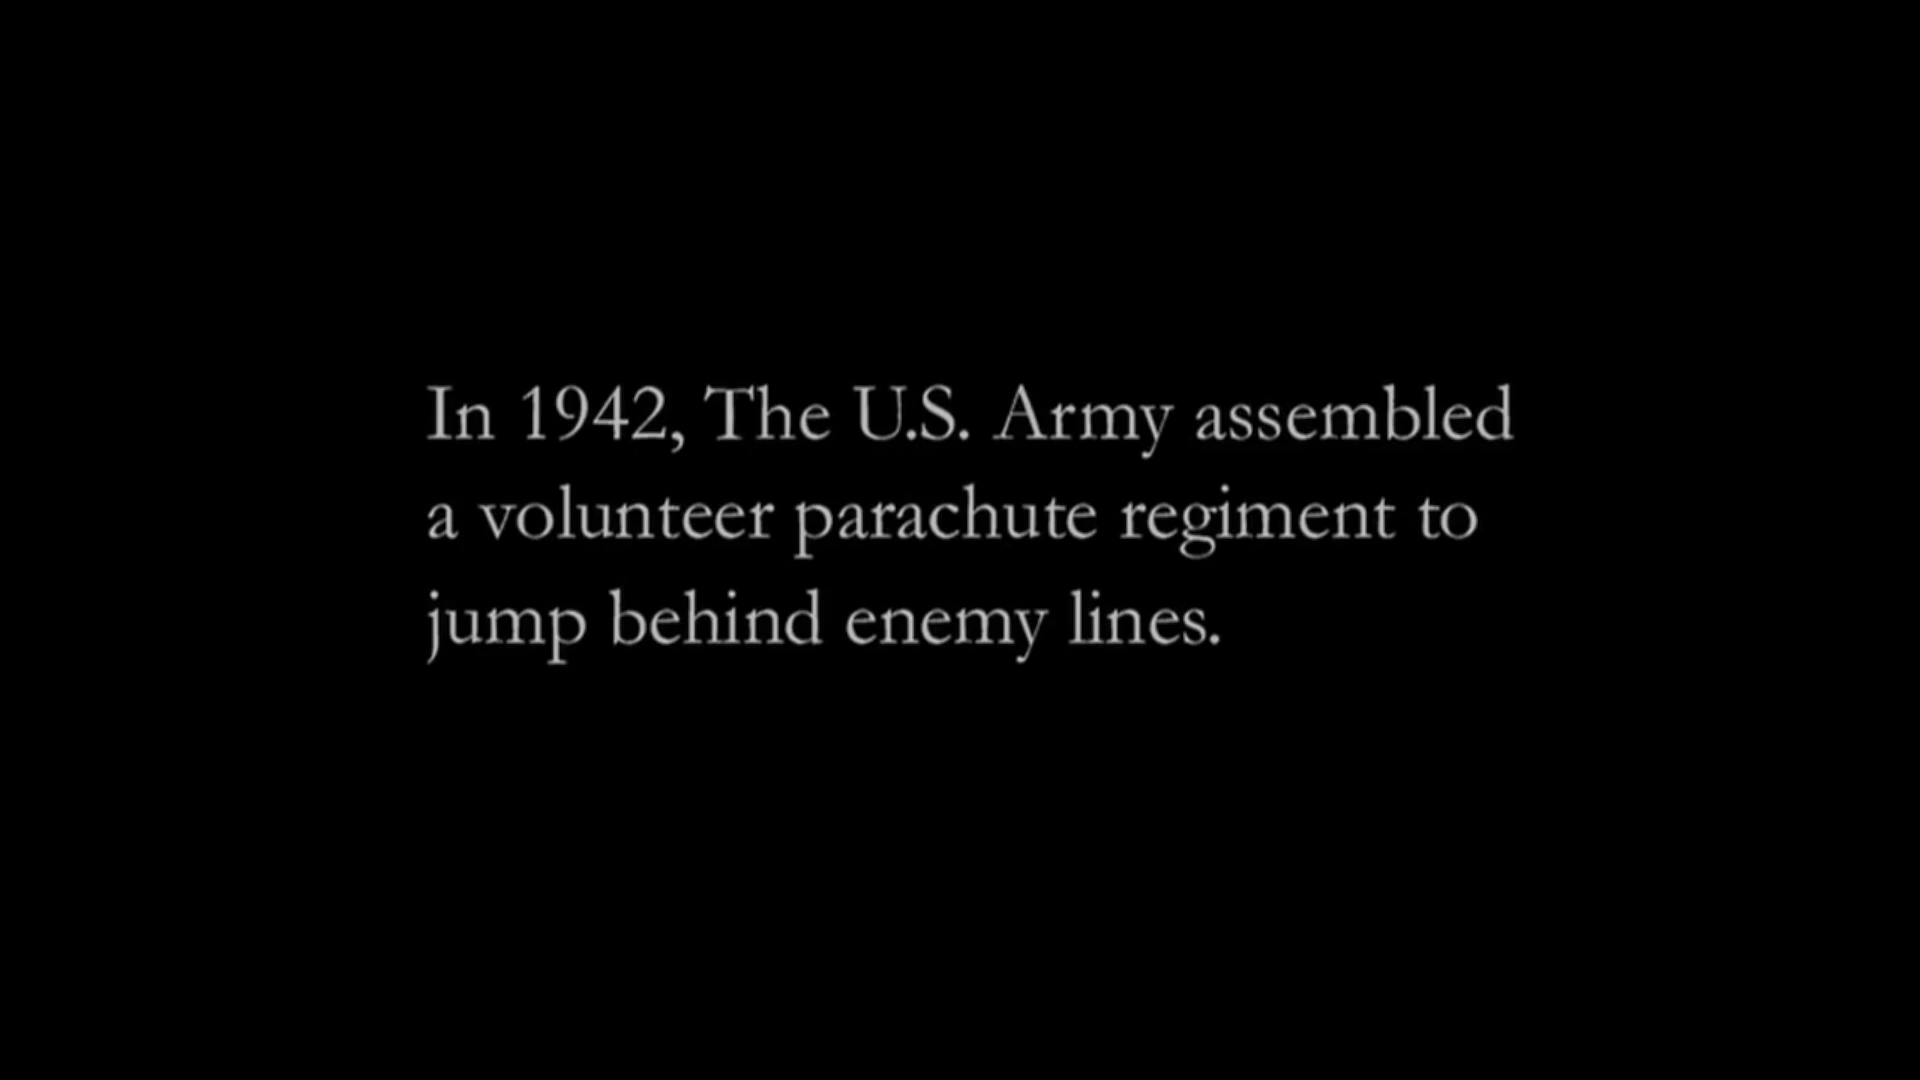 In 1942, The U.S. Army assembled
a volunteer parachute regiment to
jump behind enemy lines.